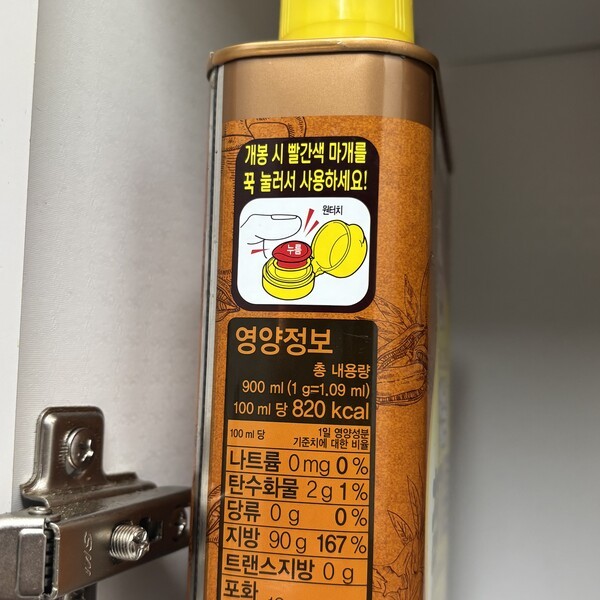 개봉 시 빨간색 마개를
꾹 눌러서 사용하세요!
원터치
누름
영양정보
총 내용량
900 ml (1 g=1.09 ml)
100 ml 당 820 kcal
100 ml 당
1일 영양성분
기준치에 대한 비율
나트륨 0 mg 0 %
탄수화물 2 g 1 %
당류 0 g 0 %
지방 90 g 167 %
트랜스지방 0 g
포화